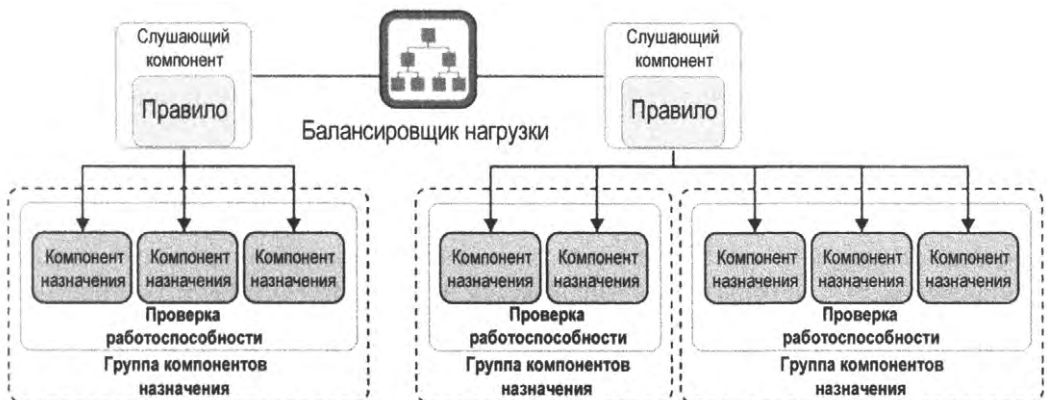 Слушающий
компонент
Правило
Балансировщик нагрузки
Слушающий
компонент
Правило
Компонент
назначения
Компонент
назначения
Компонент
назначения
Проверка
работоспособности
Группа компонентов
назначения
Компонент
назначения
Компонент
назначения
Проверка
работоспособности
Группа компонентов
назначения
Компонент
назначения
Компонент
назначения
Компонент
назначения
Проверка
работоспособности
Группа компонентов
назначения